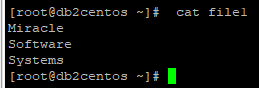 [root@db2centos ~]#  cat file1
Miracle
Software
Systems
[root@db2centos ~]#